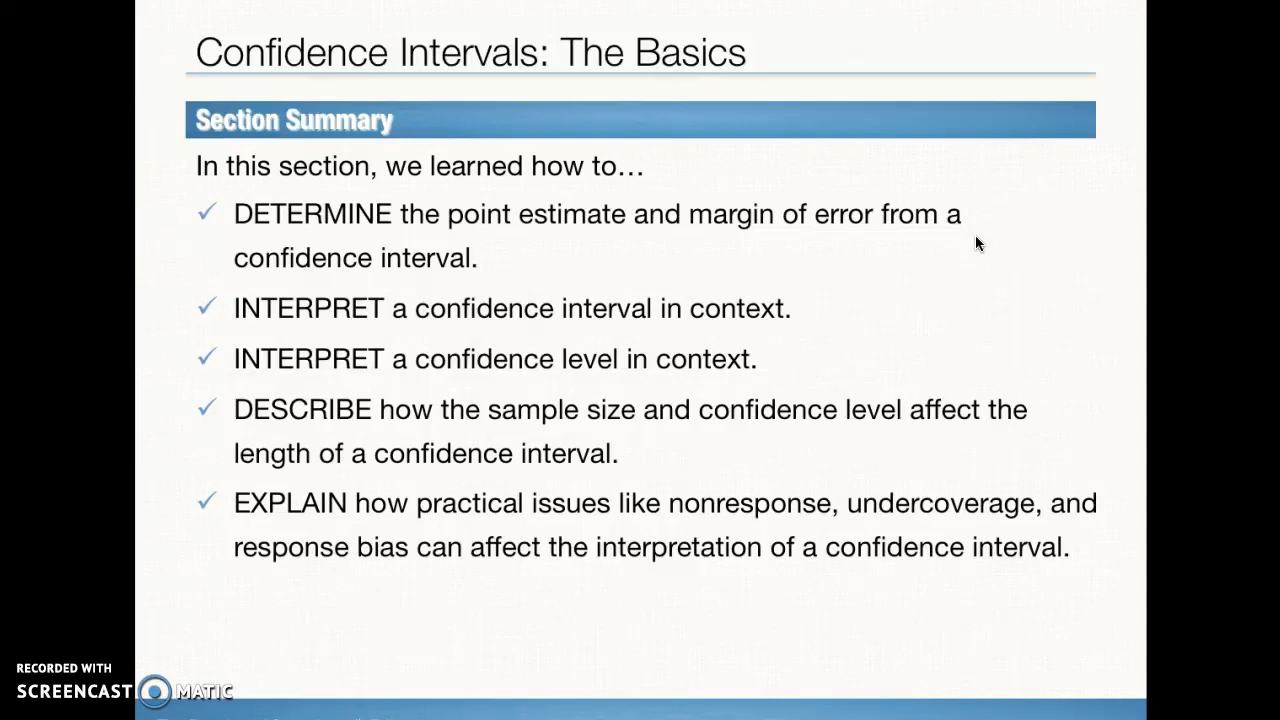 Confidence Intervals: The Basics
Section Summary
In this section, we learned how to…
✓ DETERMINE the point estimate and margin of error from a
confidence interval.
✓ INTERPRET a confidence interval in context.
✓ INTERPRET a confidence level in context.
✓ DESCRIBE how the sample size and confidence level affect the
length of a confidence interval.
✓ EXPLAIN how practical issues like nonresponse, undercoverage, and
response bias can affect the interpretation of a confidence interval.
RECORDED WITH
SCREENCAST MATIC